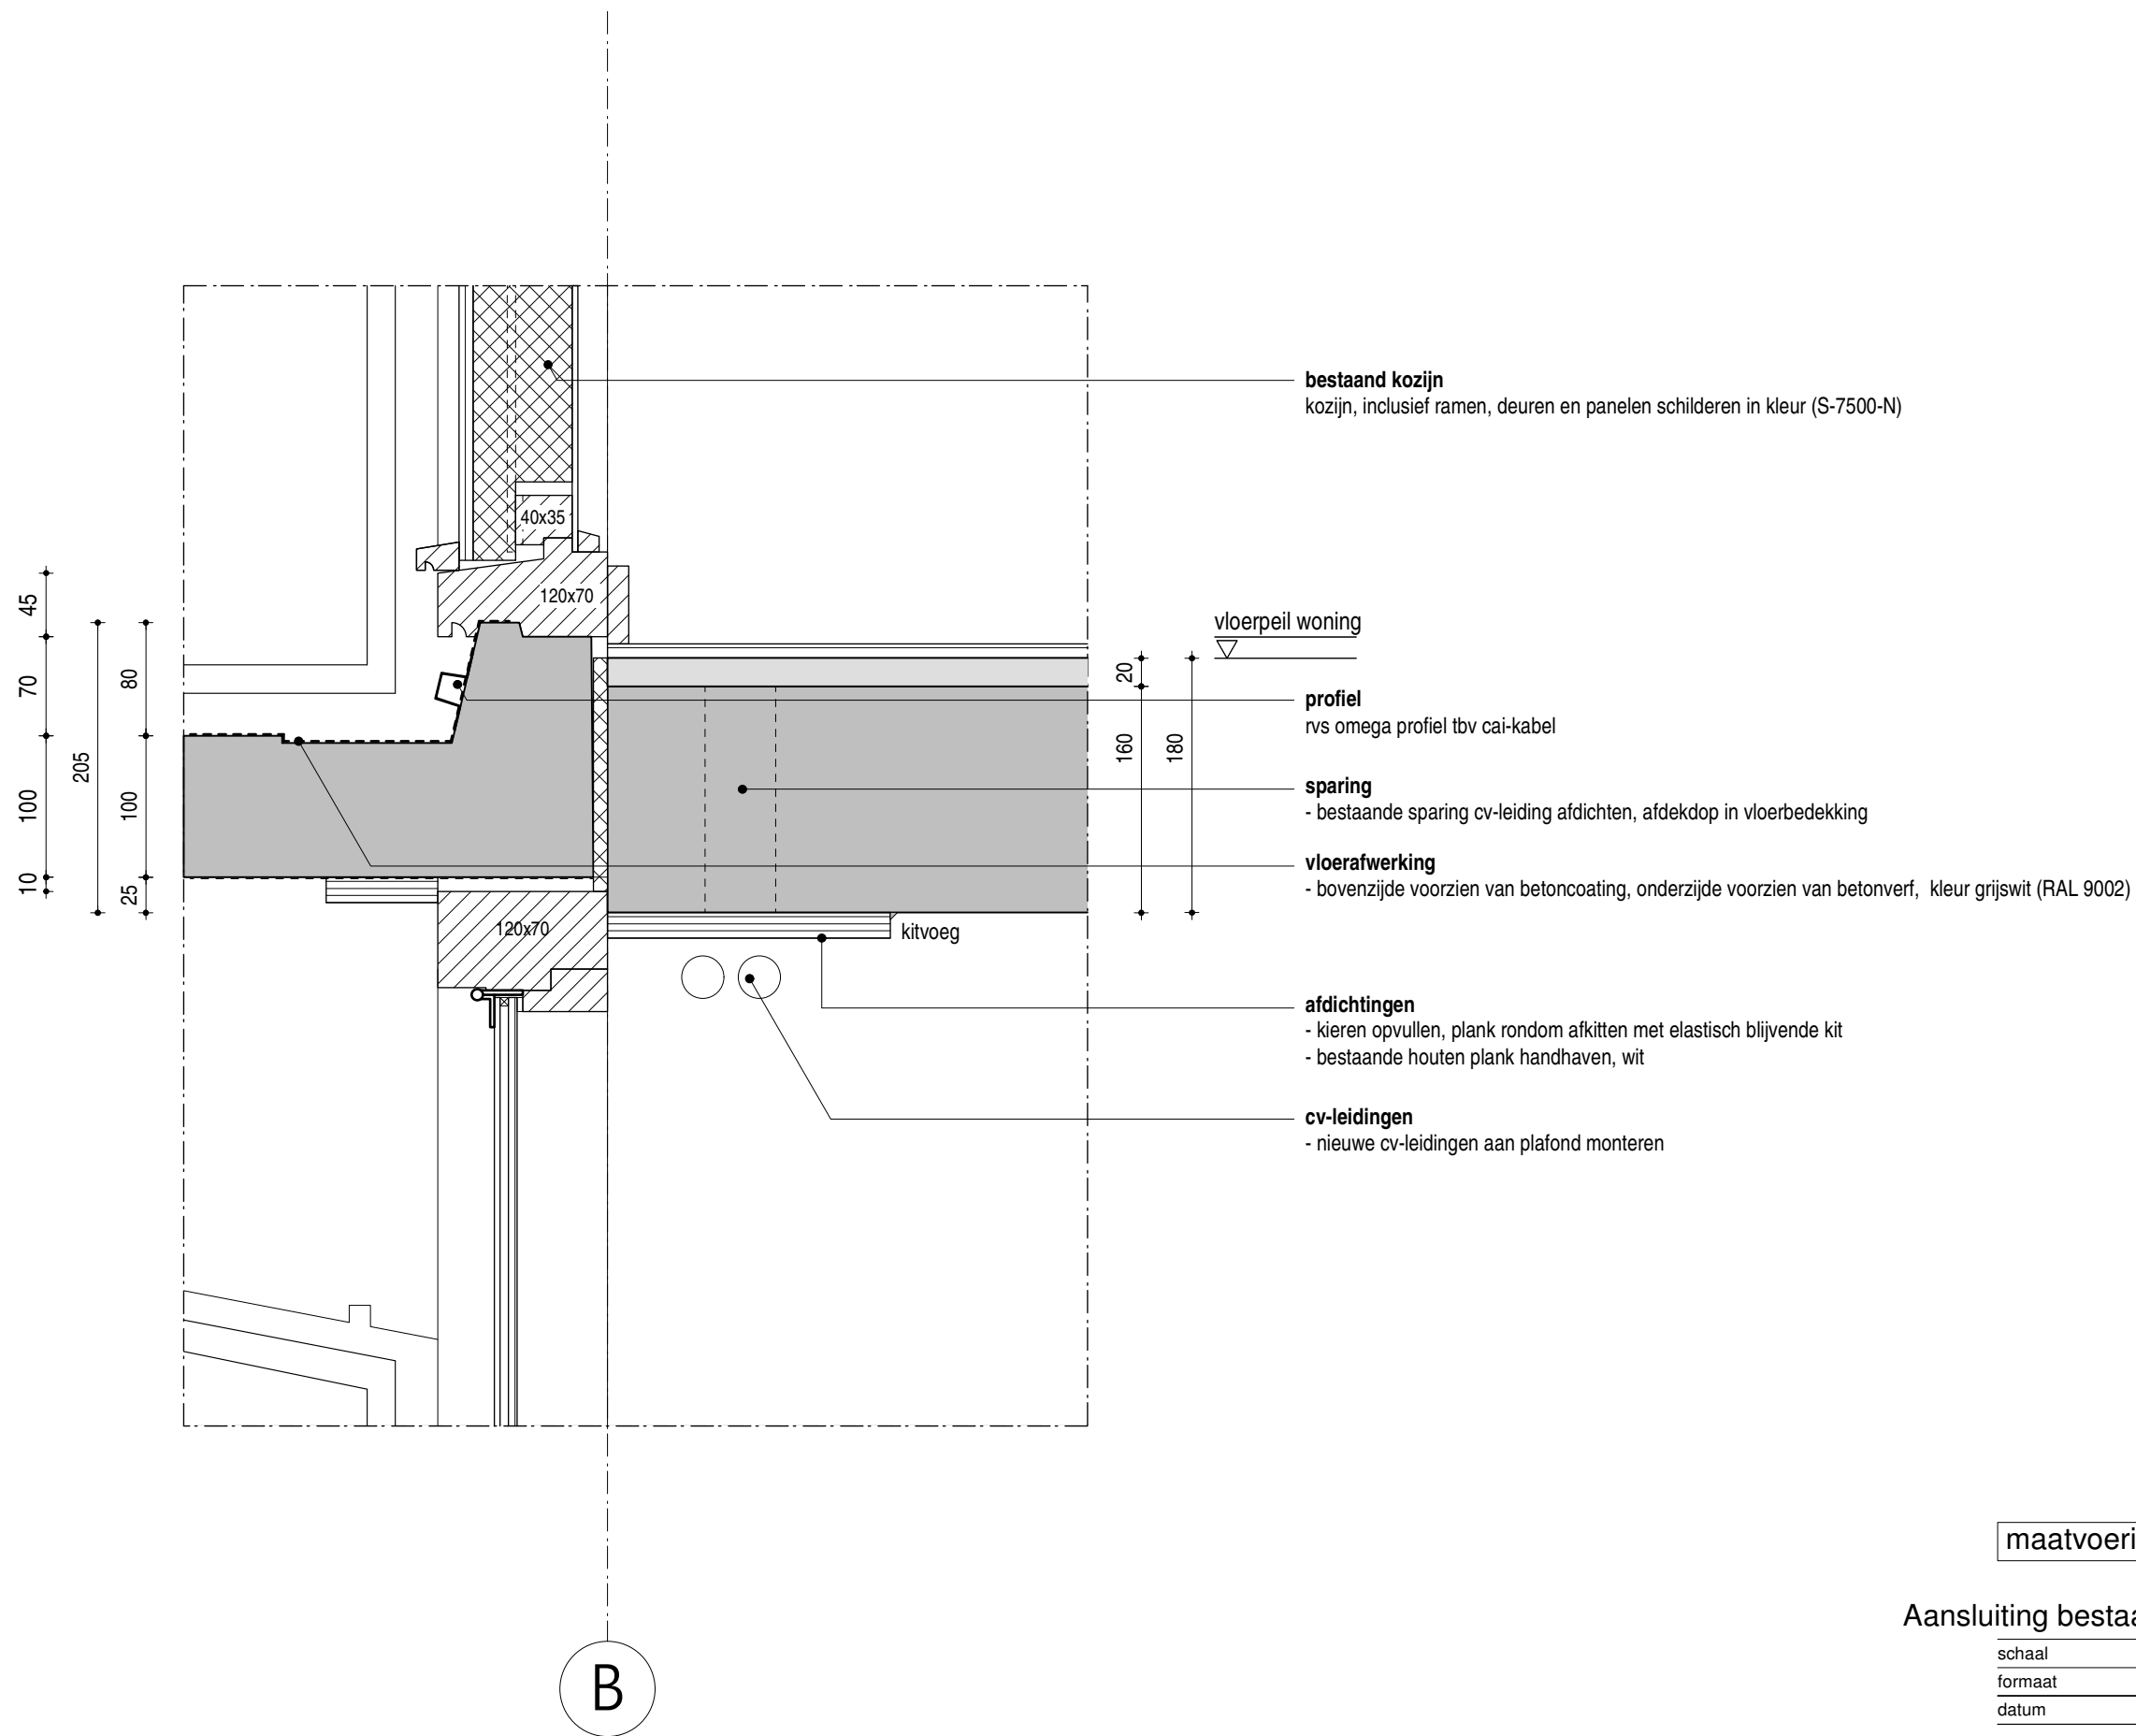 bestaand kozijn
kozijn, inclusief ramen, deuren en panelen schilderen in kleur (S-7500-N)
40x35
120x70
vloerpeil woning
45
70
100
10
205
80
100
25
20
160
180
profiel
rvs omega profiel tbv cai-kabel
sparing
- bestaande sparing cv-leiding afdichten, afdekdop in vloerbedekking
vloerafwerking
- bovenzijde voorzien van betoncoating, onderzijde voorzien van betonverf, kleur grijswit (RAL 9002)
120x70
kitvoeg
afdichtingen
- kieren opvullen, plank rondom afkitten met elastisch blijvende kit
- bestaande houten plank handhaven, wit
cv-leidingen
- nieuwe cv-leidingen aan plafond monteren
Aansluiting
schaal
formaat
datum
B